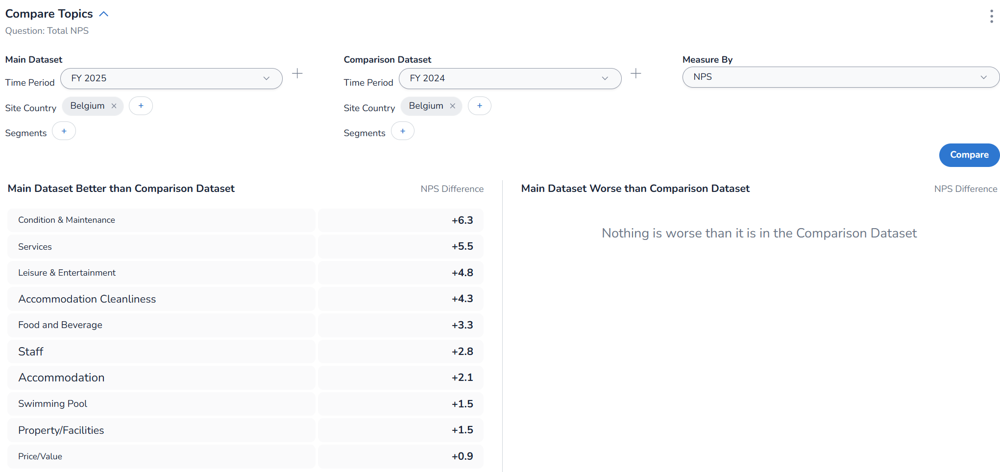 Compare Topics
Question: Total NPS
Main Dataset
Time Period FY 2025
Site Country Belgium × +
Segments +
Comparison Dataset
Time Period FY 2024
Site Country Belgium × +
Segments +
Measure By
NPS
Compare
Main Dataset Better than Comparison Dataset NPS Difference
Condition & Maintenance +6.3
Services +5.5
Leisure & Entertainment +4.8
Accommodation Cleanliness +4.3
Food and Beverage +3.3
Staff +2.8
Accommodation +2.1
Swimming Pool +1.5
Property/Facilities +1.5
Price/Value +0.9
Main Dataset Worse than Comparison Dataset NPS Difference
Nothing is worse than it is in the Comparison Dataset